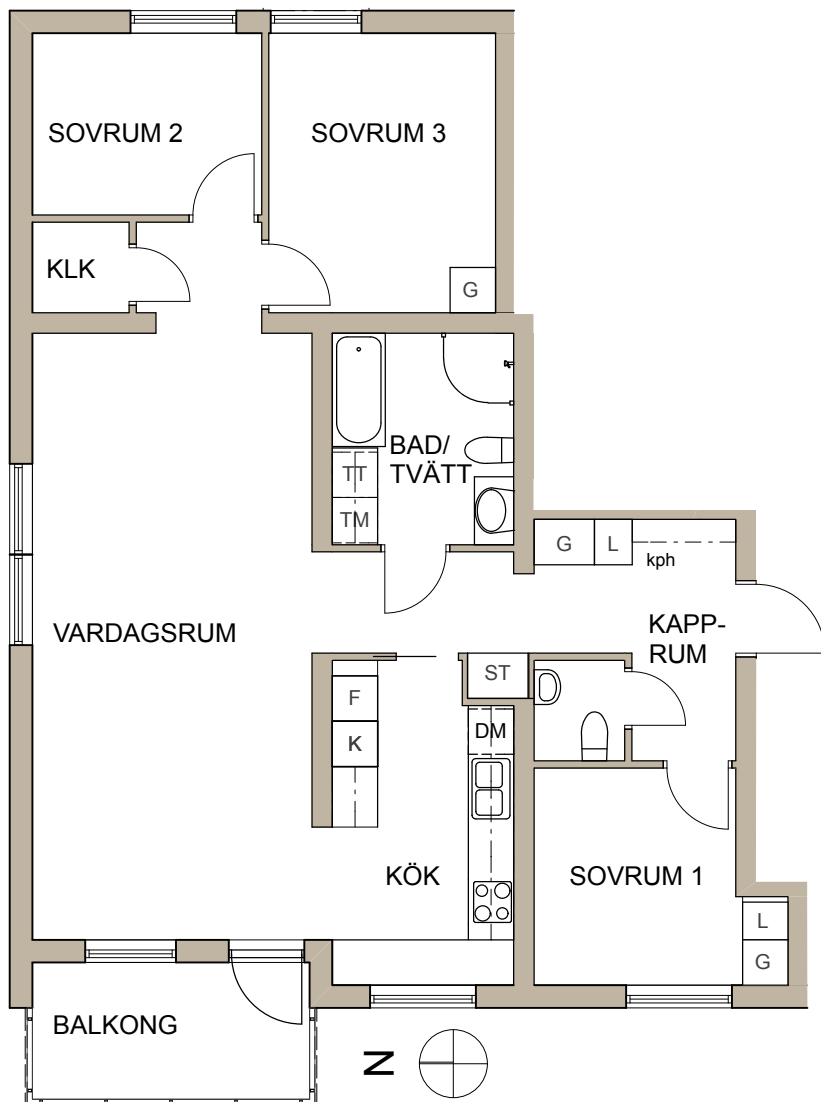 SOVRUM 2
SOVRUM 3
KLK
G
BAD/
TVÄTT
TT
TM
G
L
kph
VARDAGSRUM
KAPP-
RUM
ST
F
K
DM
KÖK
SOVRUM 1
L
G
BALKONG
N